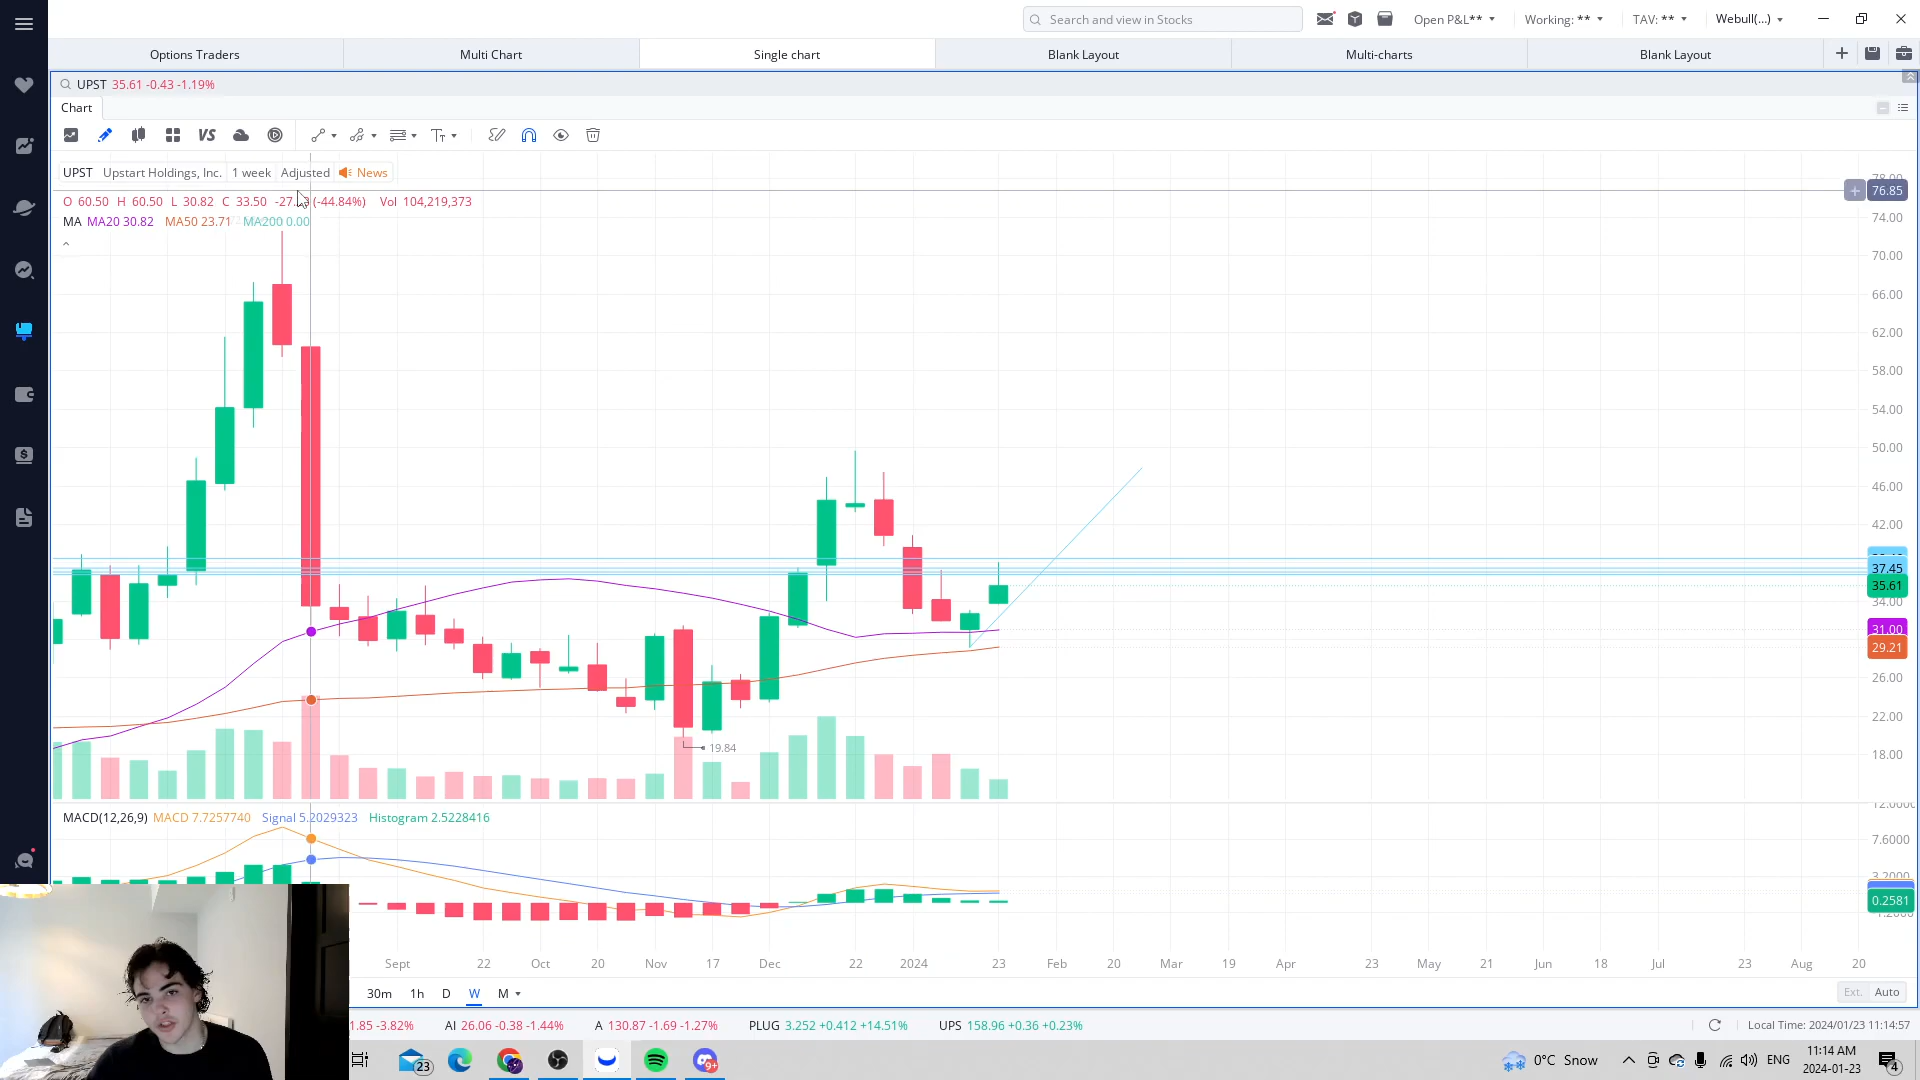 Search and view in Stocks
Open P&L**
Working: **
TAV: **
Webull(...)
Options Traders
Multi Chart
Single chart
Blank Layout
Multi-charts
Blank Layout
UPST 35.61 -0.43 -1.19%
Chart
VS
UPST Upstart Holdings, Inc. 1 week Adjusted News
O 60.50 H 60.50 L 30.82 C 33.50 (-44.84%) Vol 104,219,373
MA MA20 30.82 MA50 23.71 MA200 0.00
78.00
76.85
74.00
70.00
66.00
62.00
58.00
54.00
50.00
46.00
42.00
37.45
35.61
34.00
31.00
29.21
26.00
22.00
18.00
19.84
MACD(12,26,9) MACD 7.7257740 Signal 5.2029323 Histogram 2.5228416
12.0000
7.6000
3.2000
0.2581
Sept 22 Oct 20 Nov 17 Dec 22 2024 23 Feb 20 Mar 19 Apr 23 May 21 Jun 18 Jul 23 Aug 20
30m 1h D W M
Ext. Auto
1.85 -3.82% AI 26.06 -0.38 -1.44% A 130.87 -1.69 -1.27% PLUG 3.252 +0.412 +14.51% UPS 158.96 +0.36 +0.23%
Local Time: 2024/01/23 11:14:57
23
9+
0°C Snow
ENG
11:14 AM
2024-01-23
4